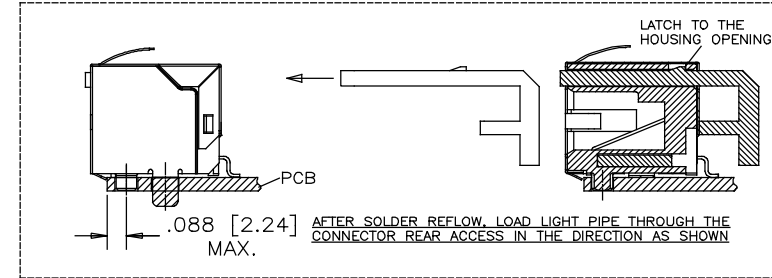 LATCH TO THE
HOUSING OPENING
PCB
.088 [2.24]
MAX.
AFTER SOLDER REFLOW, LOAD LIGHT PIPE THROUGH THE
CONNECTOR REAR ACCESS IN THE DIRECTION AS SHOWN